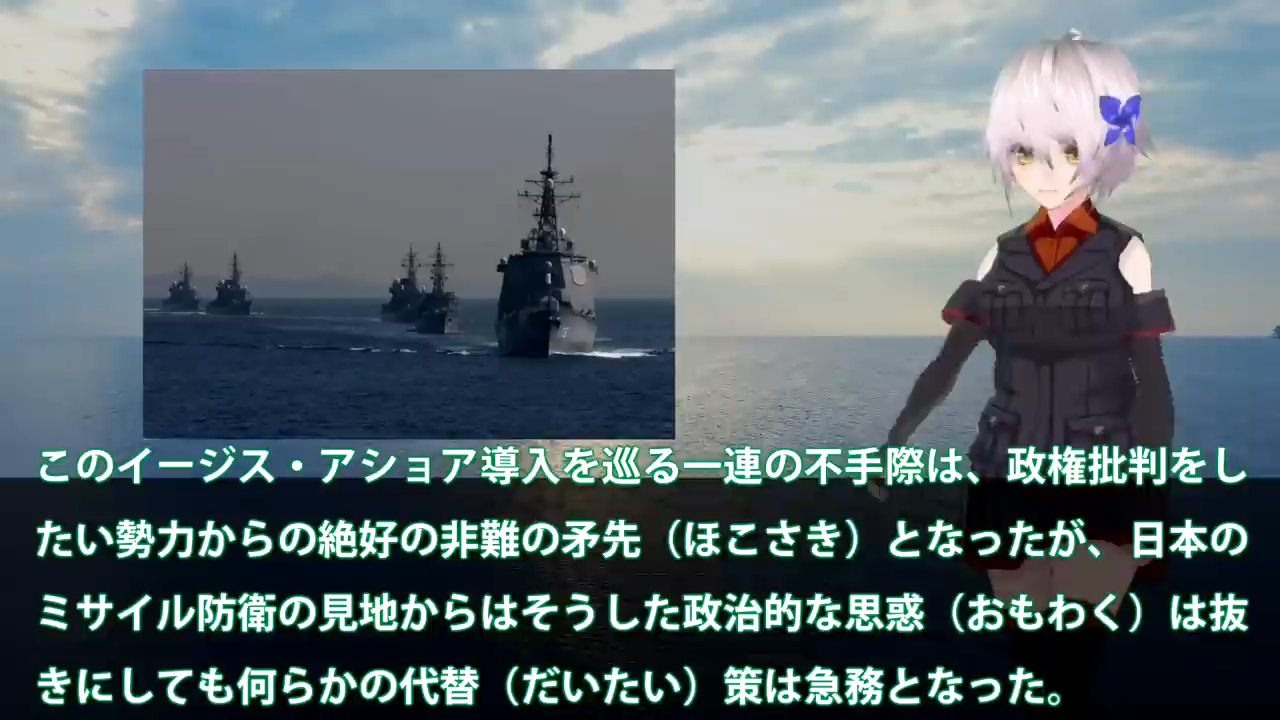 このイージス・アショア導入を巡る一連の不手際は、政権批判をし
たい勢力からの絶好の非難の矛先（ほこさき）となったが、日本の
ミサイル防衛の見地からはそうした政治的な思惑（おもわく）は抜
きにしても何らかの代替（だいたい）策は急務となった。